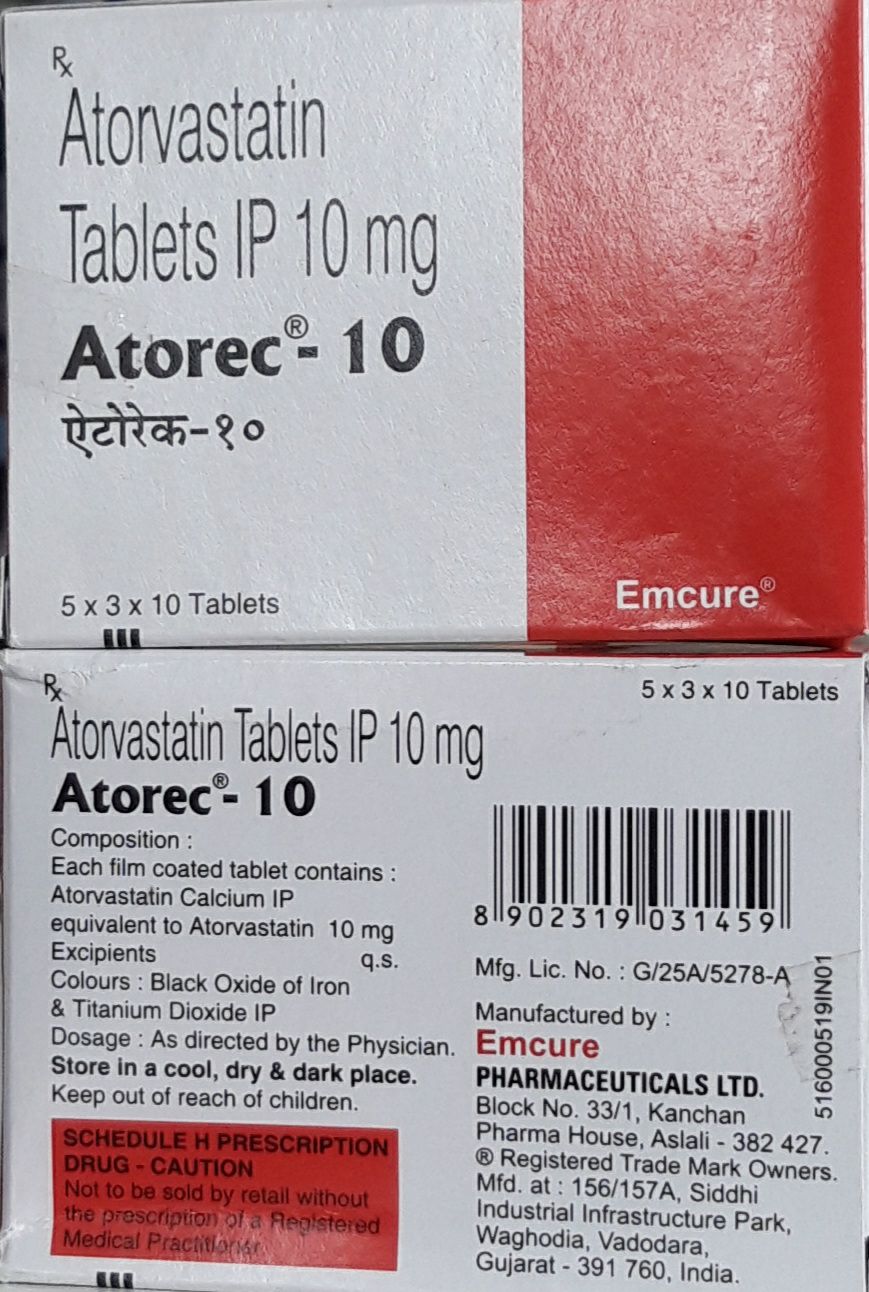 Rx
Atorvastatin
Tablets IP 10 mg
Atorec®- 10
ऐटोरेक-१०
5 x 3 x 10 Tablets
Emcure®
Rx
5 x 3 x 10 Tablets
Atorvastatin Tablets IP 10 mg
Atorec®- 10
Composition :
Each film coated tablet contains :
Atorvastatin Calcium IP
equivalent to Atorvastatin 10 mg
Excipients q.s.
Colours : Black Oxide of Iron
& Titanium Dioxide IP
Dosage : As directed by the Physician.
Store in a cool, dry & dark place.
Keep out of reach of children.
SCHEDULE H PRESCRIPTION
DRUG - CAUTION
Not to be sold by retail without
the prescription of a Registered
Medical Practitioner
8 902319 031459
Mfg. Lic. No. : G/25A/5278-A
Manufactured by :
Emcure
PHARMACEUTICALS LTD.
Block No. 33/1, Kanchan
Pharma House, Aslali - 382 427.
® Registered Trade Mark Owners.
Mfd. at : 156/157A, Siddhi
Industrial Infrastructure Park,
Waghodia, Vadodara,
Gujarat - 391 760, India.
516000519IN01